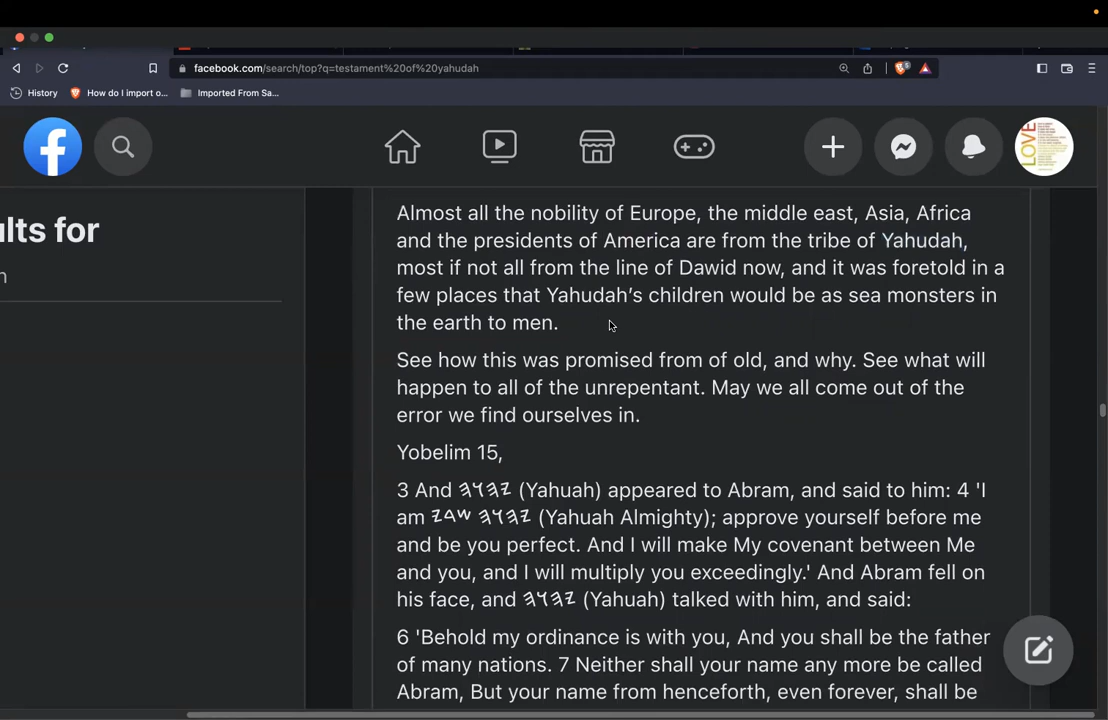 facebook.com/search/top?q=testament%20of%20yahudah
History
How do I import o...
Imported From Sa...
LOVE
ults for
n
Almost all the nobility of Europe, the middle east, Asia, Africa
and the presidents of America are from the tribe of Yahudah,
most if not all from the line of Dawid now, and it was foretold in a
few places that Yahudah’s children would be as sea monsters in
the earth to men.
See how this was promised from of old, and why. See what will
happen to all of the unrepentant. May we all come out of the
error we find ourselves in.
Yobelim 15,
3 And 𐤉𐤄𐤅𐤄 (Yahuah) appeared to Abram, and said to him: 4 'I
am 𐤔𐤃𐤉 𐤉𐤄𐤅𐤄 (Yahuah Almighty); approve yourself before me
and be you perfect. And I will make My covenant between Me
and you, and I will multiply you exceedingly.' And Abram fell on
his face, and 𐤉𐤄𐤅𐤄 (Yahuah) talked with him, and said:
6 'Behold my ordinance is with you, And you shall be the father
of many nations. 7 Neither shall your name any more be called
Abram, But your name from henceforth, even forever, shall be